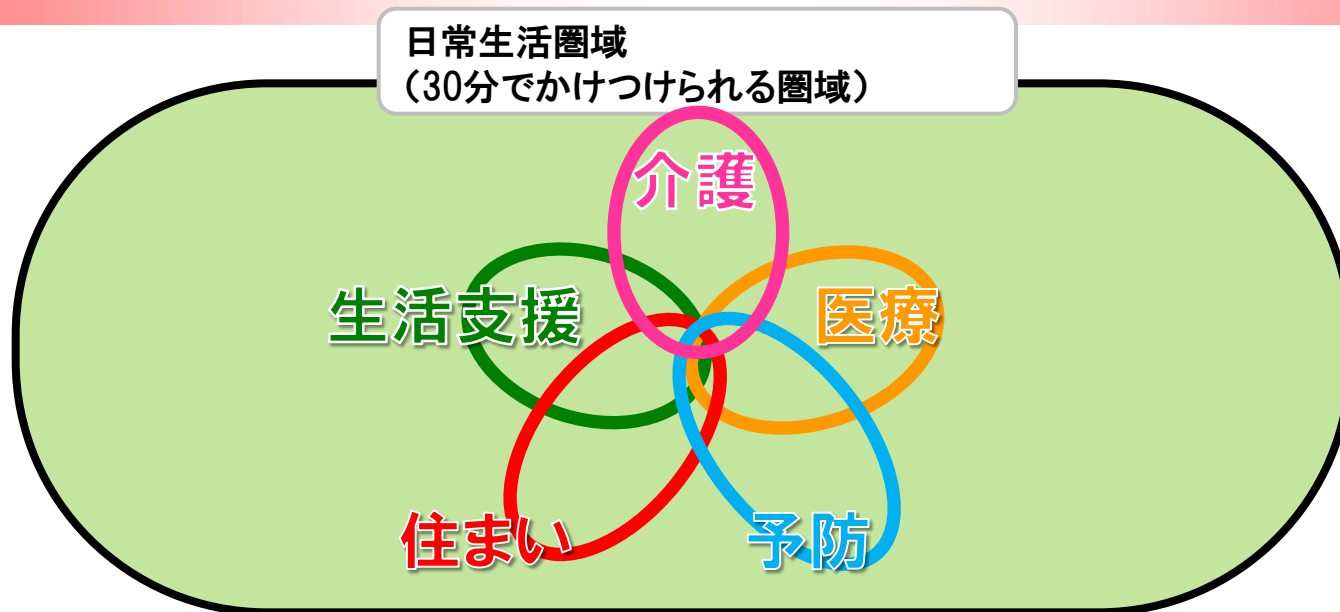 日常生活圏域
（30分でかけつけられる圏域）
介護
生活支援
医療
住まい
予防